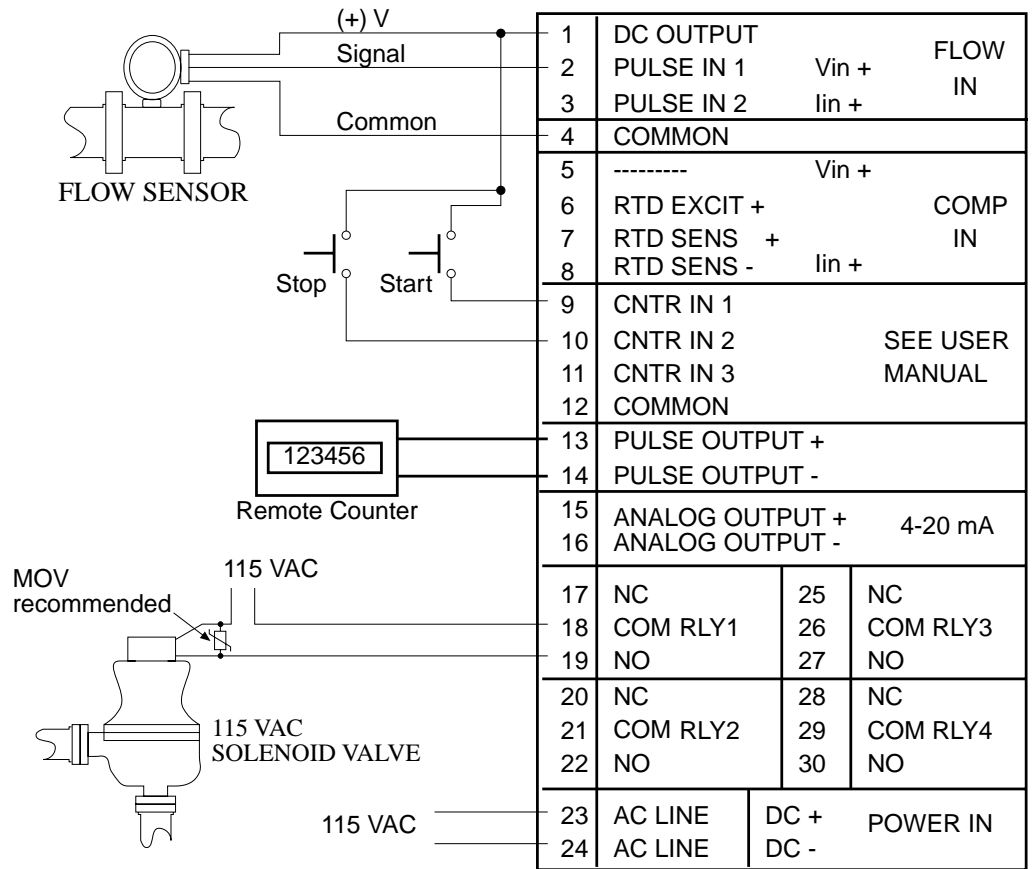 (+) V
Signal
Common
FLOW SENSOR
Stop
Start
123456
Remote Counter
MOV
recommended
115 VAC
115 VAC
SOLENOID VALVE
115 VAC
1 DC OUTPUT
FLOW
2 PULSE IN 1 Vin +
IN
3 PULSE IN 2 Iin +
4 COMMON
5 --------- Vin +
6 RTD EXCIT + COMP
7 RTD SENS + IN
8 RTD SENS - Iin +
9 CNTR IN 1
10 CNTR IN 2 SEE USER
11 CNTR IN 3 MANUAL
12 COMMON
13 PULSE OUTPUT +
14 PULSE OUTPUT -
15 ANALOG OUTPUT + 4-20 mA
16 ANALOG OUTPUT -
17 NC 25 NC
18 COM RLY1 26 COM RLY3
19 NO 27 NO
20 NC 28 NC
21 COM RLY2 29 COM RLY4
22 NO 30 NO
23 AC LINE DC + POWER IN
24 AC LINE DC -